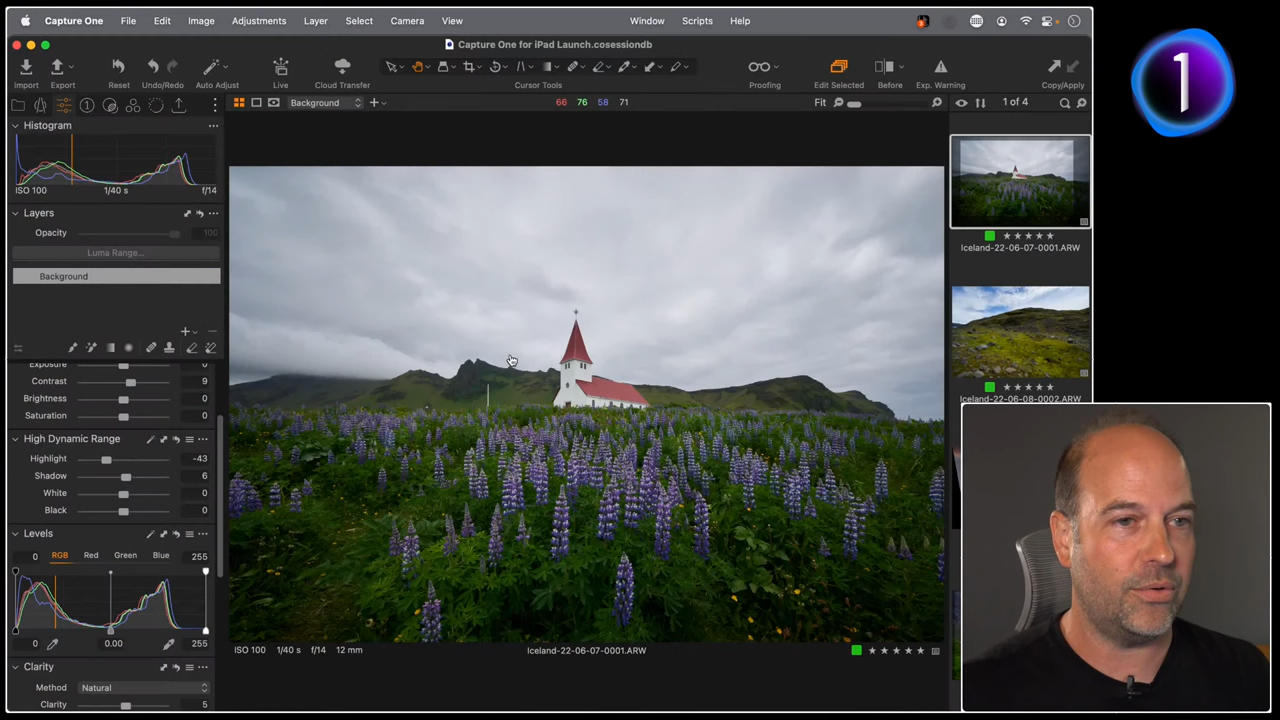 Capture One File Edit Image Adjustments Layer Select Camera View Window Scripts Help
Capture One for iPad Launch.cosessiondb
Import Export Reset Undo/Redo Auto Adjust Live Cloud Transfer Cursor Tools Proofing Edit Selected Before Exp. Warning Copy/Apply
Background 66 76 58 71 Fit 1 of 4
Histogram
ISO 100 1/40 s f/14
Layers
Opacity 100
Luma Range...
Background
Exposure 0
Contrast 9
Brightness 0
Saturation 0
High Dynamic Range
Highlight -43
Shadow 6
White 0
Black 0
Levels
0 RGB Red Green Blue 255
0 0.00 255
Clarity
Method Natural
Clarity 5
ISO 100 1/40 s f/14 12 mm Iceland-22-06-07-0001.ARW
Iceland-22-06-07-0001.ARW
Iceland-22-06-08-0002.ARW
1